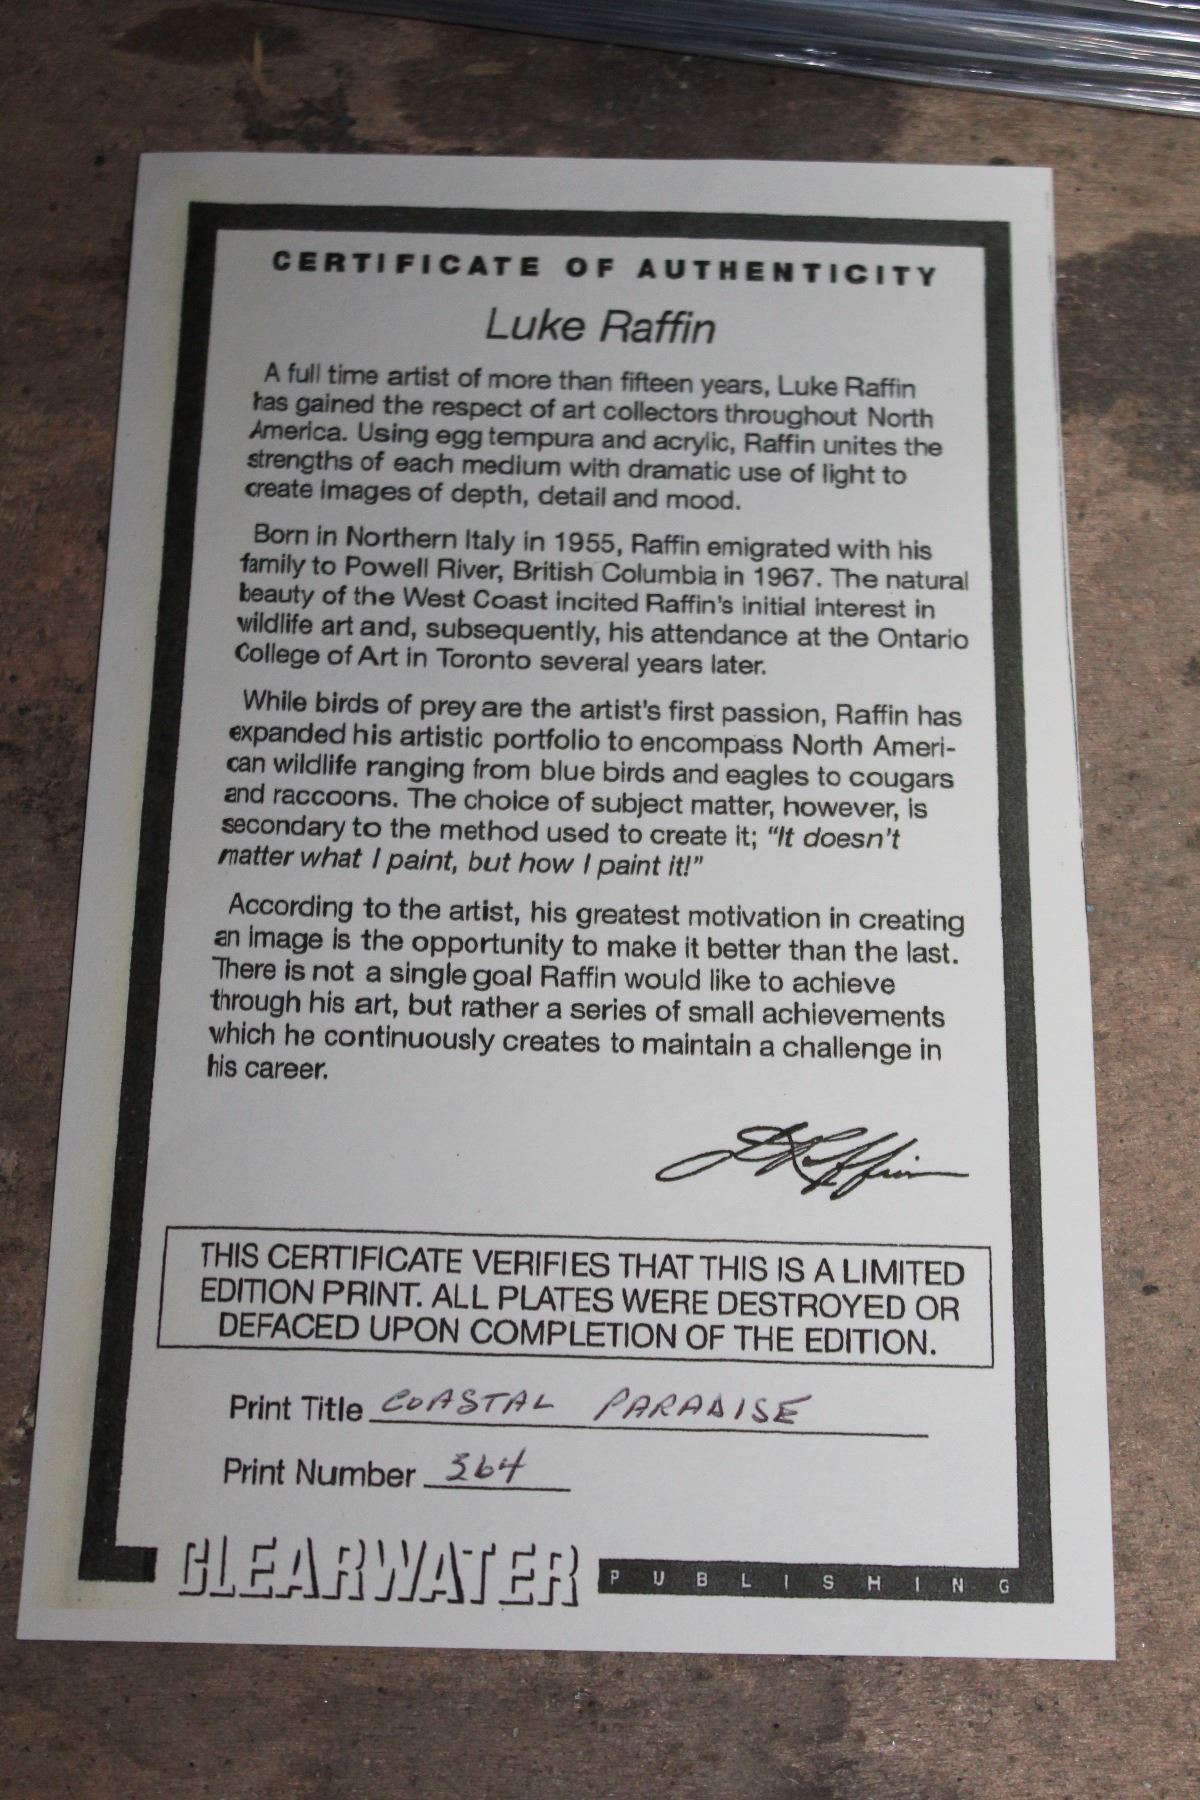 CERTIFICATE OF AUTHENTICITY
Luke Raffin
A full time artist of more than fifteen years, Luke Raffin
has gained the respect of art collectors throughout North
America. Using egg tempura and acrylic, Raffin unites the
strengths of each medium with dramatic use of light to
create images of depth, detail and mood.
Born in Northern Italy in 1955, Raffin emigrated with his
family to Powell River, British Columbia in 1967. The natural
beauty of the West Coast incited Raffin's initial interest in
wildlife art and, subsequently, his attendance at the Ontario
College of Art in Toronto several years later.
While birds of prey are the artist's first passion, Raffin has
expanded his artistic portfolio to encompass North Ameri-
can wildlife ranging from blue birds and eagles to cougars
and raccoons. The choice of subject matter, however, is
secondary to the method used to create it; "It doesn't
matter what I paint, but how I paint it!"
According to the artist, his greatest motivation in creating
an image is the opportunity to make it better than the last.
There is not a single goal Raffin would like to achieve
through his art, but rather a series of small achievements
which he continuously creates to maintain a challenge in
his career.
L Raffin
THIS CERTIFICATE VERIFIES THAT THIS IS A LIMITED
EDITION PRINT. ALL PLATES WERE DESTROYED OR
DEFACED UPON COMPLETION OF THE EDITION.
Print Title COASTAL PARADISE
Print Number 364
CLEARWATER PUBLISHING